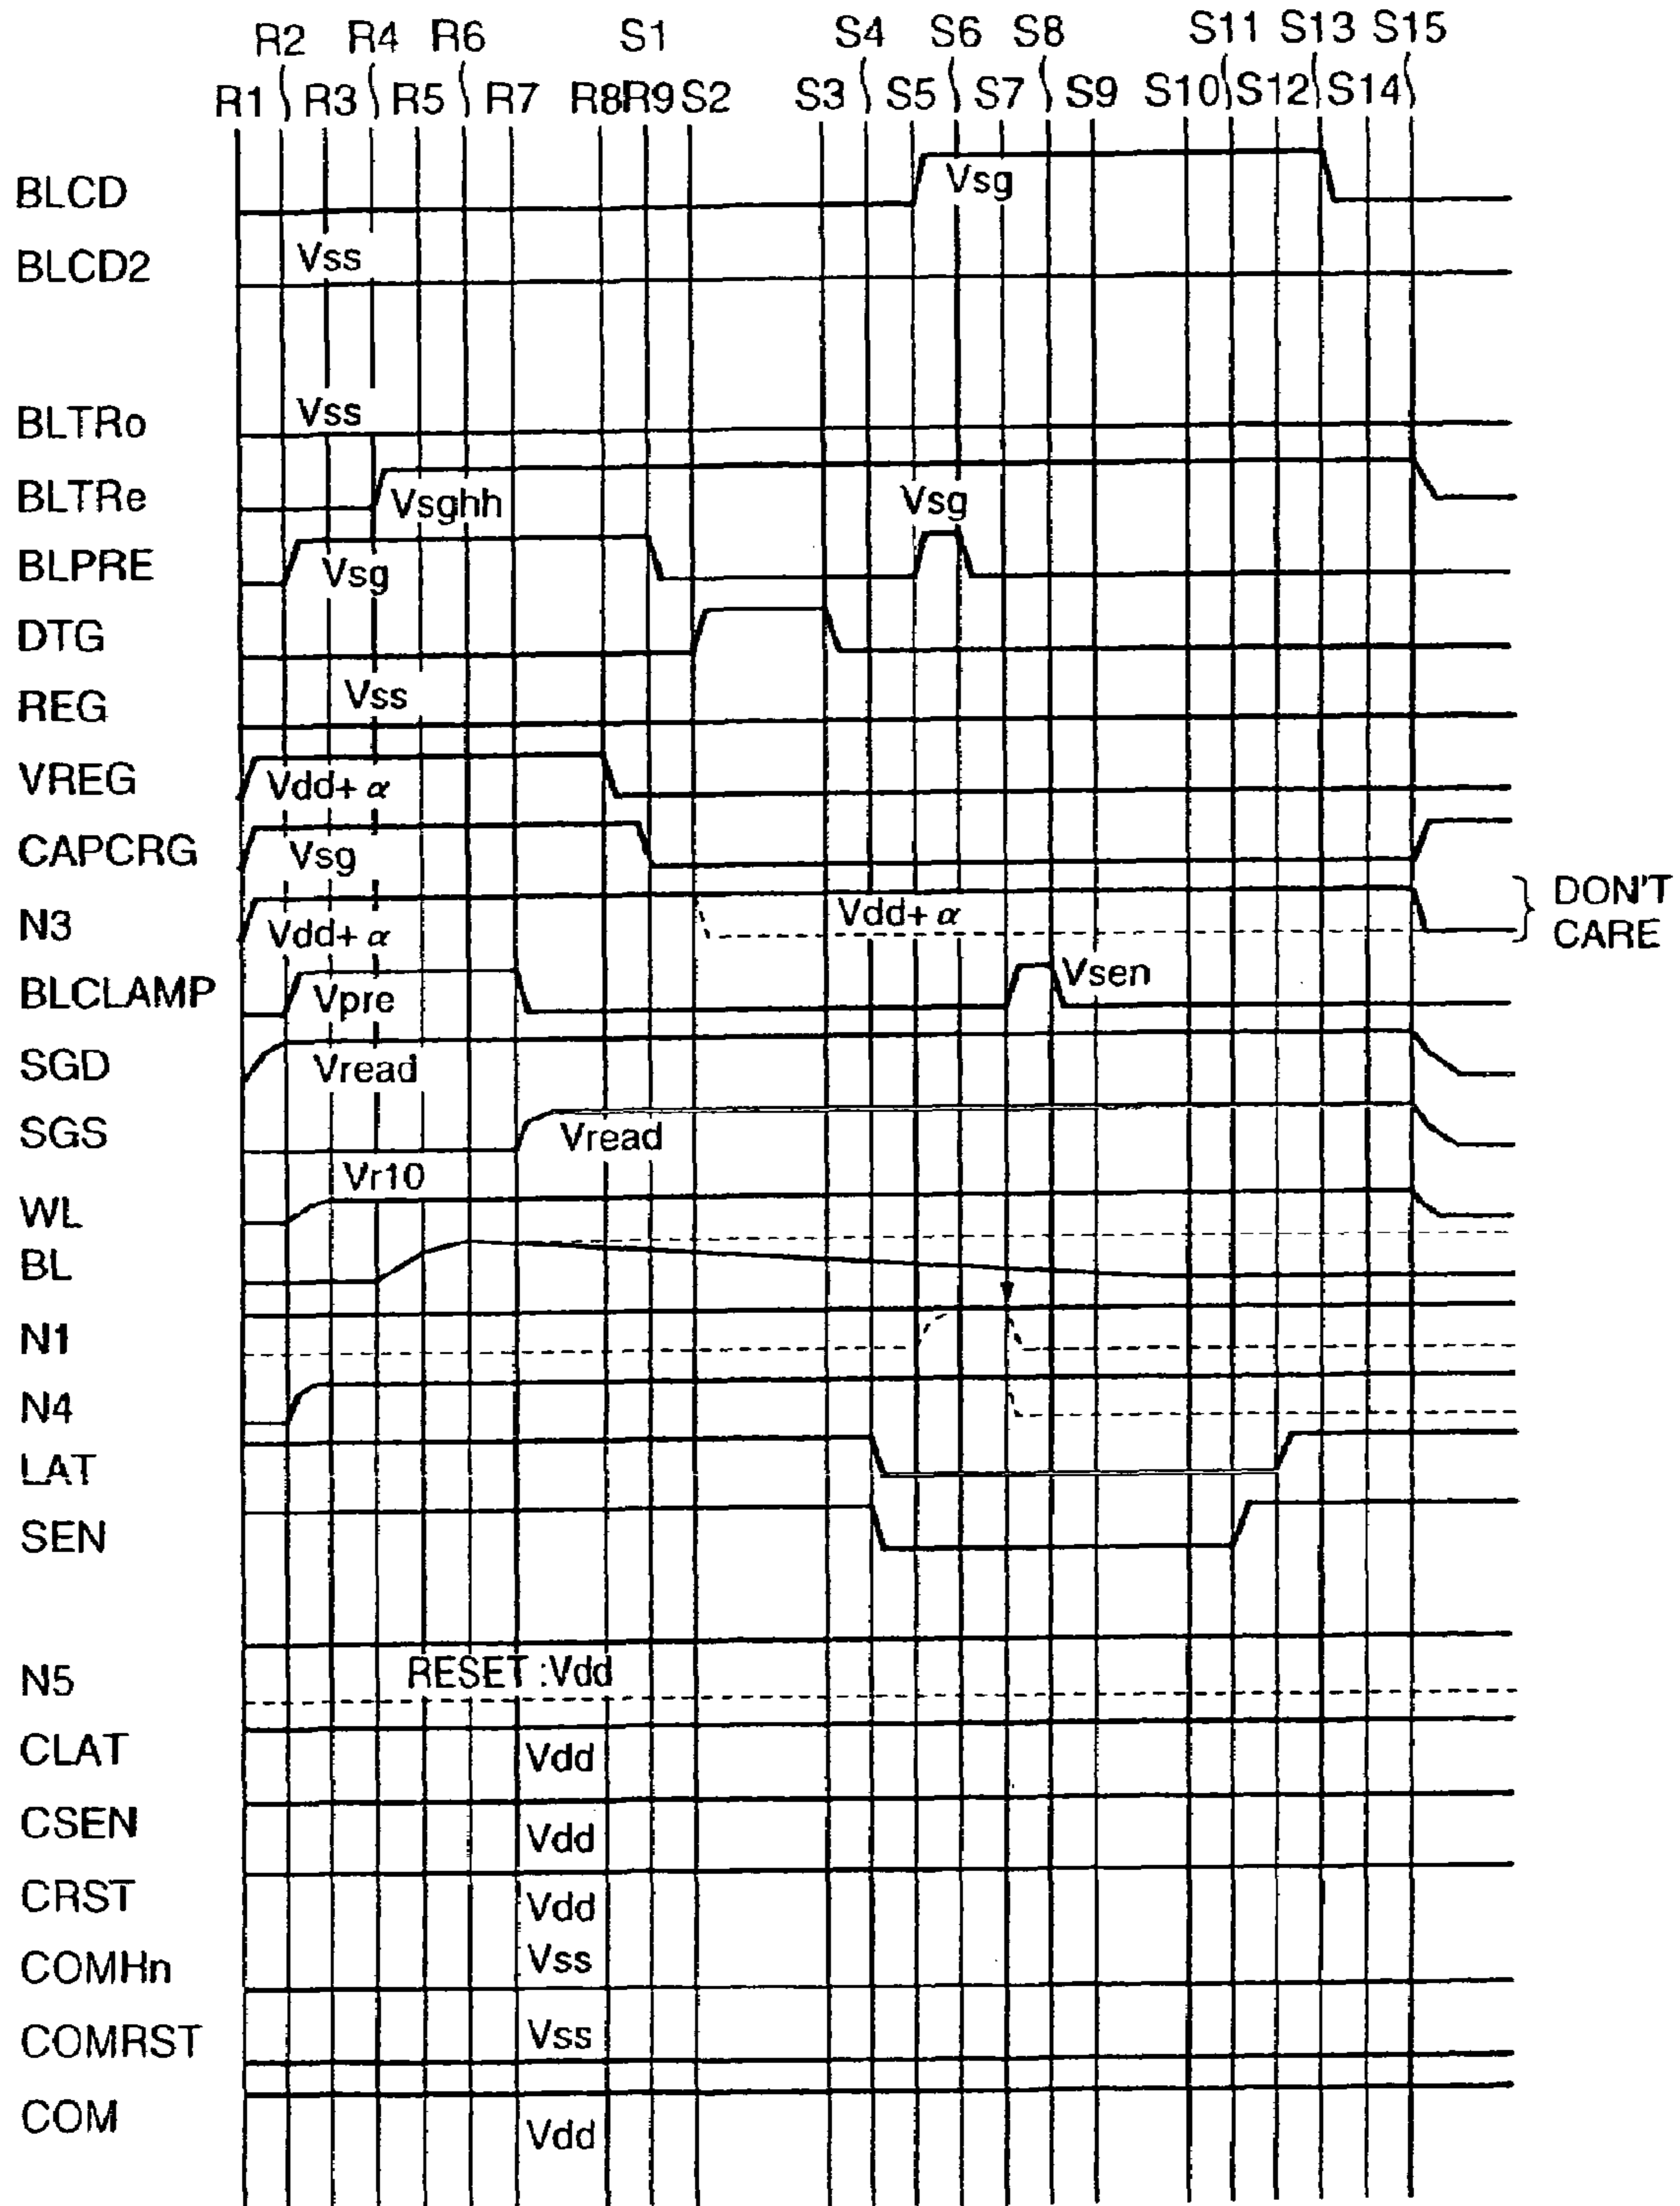 R2 R4 R6 S1 S4 S6 S8 S11 S13 S15
R1 R3 R5 R7 R8 R9 S2 S3 S5 S7 S9 S10 S12 S14
BLCD Vsg
BLCD2 Vss
BLTRo Vss
BLTRe Vsghh Vsg
BLPRE Vsg
DTG
REG Vss
VREG Vdd+α
CAPCRG Vsg
N3 Vdd+α Vdd+α } DON'T
CARE
BLCLAMP Vpre Vsen
SGD Vread
SGS Vread
Vr10
WL
BL
N1
N4
LAT
SEN
N5 RESET :Vdd
CLAT Vdd
CSEN Vdd
CRST Vdd
COMHn Vss
COMRST Vss
COM Vdd